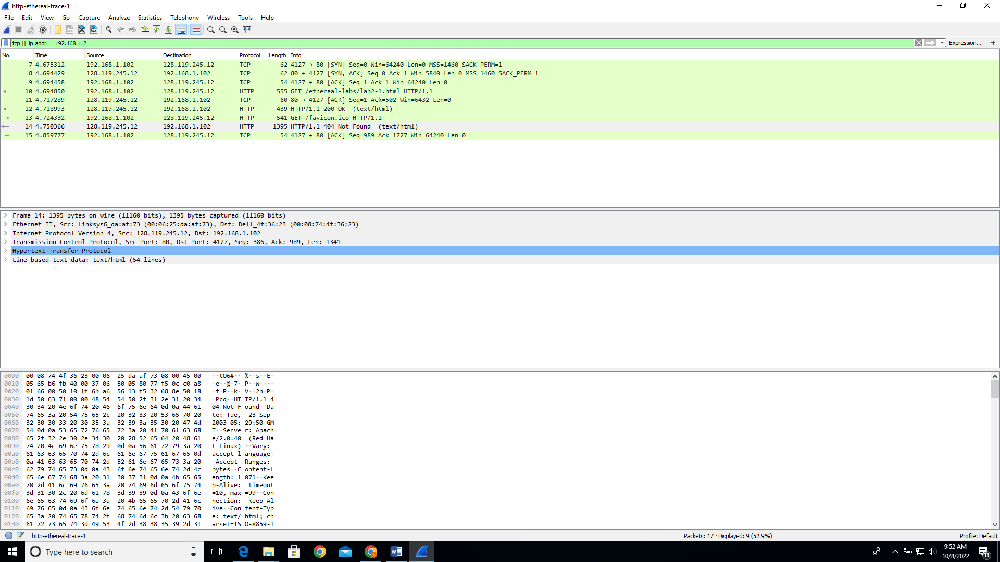 http-ethereal-trace-1
File Edit View Go Capture Analyze Statistics Telephony Wireless Tools Help
tcp || ip.addr==192.168.1.2 Expression... +
No. Time Source Destination Protocol Length Info
7 4.675312 192.168.1.102 128.119.245.12 TCP 62 4127 → 80 [SYN] Seq=0 Win=64240 Len=0 MSS=1460 SACK_PERM=1
8 4.694429 128.119.245.12 192.168.1.102 TCP 62 80 → 4127 [SYN, ACK] Seq=0 Ack=1 Win=5840 Len=0 MSS=1460 SACK_PERM=1
9 4.694458 192.168.1.102 128.119.245.12 TCP 54 4127 → 80 [ACK] Seq=1 Ack=1 Win=64240 Len=0
10 4.694850 192.168.1.102 128.119.245.12 HTTP 555 GET /ethereal-labs/lab2-1.html HTTP/1.1
11 4.717289 128.119.245.12 192.168.1.102 TCP 60 80 → 4127 [ACK] Seq=1 Ack=502 Win=6432 Len=0
12 4.718993 128.119.245.12 192.168.1.102 HTTP 439 HTTP/1.1 200 OK (text/html)
13 4.724332 192.168.1.102 128.119.245.12 HTTP 541 GET /favicon.ico HTTP/1.1
14 4.750366 128.119.245.12 192.168.1.102 HTTP 1395 HTTP/1.1 404 Not Found (text/html)
15 4.859777 192.168.1.102 128.119.245.12 TCP 54 4127 → 80 [ACK] Seq=989 Ack=1727 Win=64240 Len=0
Frame 14: 1395 bytes on wire (11160 bits), 1395 bytes captured (11160 bits)
Ethernet II, Src: LinksysG_da:af:73 (00:06:25:da:af:73), Dst: Dell_4f:36:23 (00:08:74:4f:36:23)
Internet Protocol Version 4, Src: 128.119.245.12, Dst: 192.168.1.102
Transmission Control Protocol, Src Port: 80, Dst Port: 4127, Seq: 386, Ack: 989, Len: 1341
Hypertext Transfer Protocol
Line-based text data: text/html (54 lines)
0000 00 08 74 4f 36 23 00 06 25 da af 73 08 00 45 00 ··tO6#·· %··s··E·
0010 05 65 b6 fb 40 00 37 06 50 05 80 77 f5 0c c0 a8 ·e··@·7· P··w····
0020 01 66 00 50 10 1f 6b a6 56 13 f5 32 68 8e 50 18 ·f·P··k· V··2h·P·
0030 1d 50 63 71 00 00 48 54 54 50 2f 31 2e 31 20 34 ·Pcq··HT TP/1.1 4
0040 30 34 20 4e 6f 74 20 46 6f 75 6e 64 0d 0a 44 61 04 Not F ound··Da
0050 74 65 3a 20 54 75 65 2c 20 32 33 20 53 65 70 20 te: Tue, 23 Sep
0060 32 30 30 33 20 30 35 3a 32 39 3a 35 30 20 47 4d 2003 05: 29:50 GM
0070 54 0d 0a 53 65 72 76 65 72 3a 20 41 70 61 63 68 T··Serve r: Apach
0080 65 2f 32 2e 30 2e 34 30 20 28 52 65 64 20 48 61 e/2.0.40 (Red Ha
0090 74 20 4c 69 6e 75 78 29 0d 0a 56 61 72 79 3a 20 t Linux) ··Vary:
00a0 61 63 63 65 70 74 2d 6c 61 6e 67 75 61 67 65 0d accept-l anguage·
00b0 0a 41 63 63 65 70 74 2d 52 61 6e 67 65 73 3a 20 ·Accept- Ranges:
00c0 62 79 74 65 73 0d 0a 43 6f 6e 74 65 6e 74 2d 4c bytes··C ontent-L
00d0 65 6e 67 74 68 3a 20 31 30 37 31 0d 0a 4b 65 65 ength: 1 071··Kee
00e0 70 2d 41 6c 69 76 65 3a 20 74 69 6d 65 6f 75 74 p-Alive: timeout
00f0 3d 31 30 2c 20 6d 61 78 3d 39 39 0d 0a 43 6f 6e =10, max =99··Con
0100 6e 65 63 74 69 6f 6e 3a 20 4b 65 65 70 2d 41 6c nection: Keep-Al
0110 69 76 65 0d 0a 43 6f 6e 74 65 6e 74 2d 54 79 70 ive··Con tent-Typ
0120 65 3a 20 74 65 78 74 2f 68 74 6d 6c 3b 20 63 68 e: text/ html; ch
0130 61 72 73 65 74 3d 49 53 4f 2d 38 38 35 39 2d 31 arset=IS O-8859-1
http-ethereal-trace-1 Packets: 17 · Displayed: 9 (52.9%) Profile: Default
Type here to search 9:52 AM
10/8/2022 11